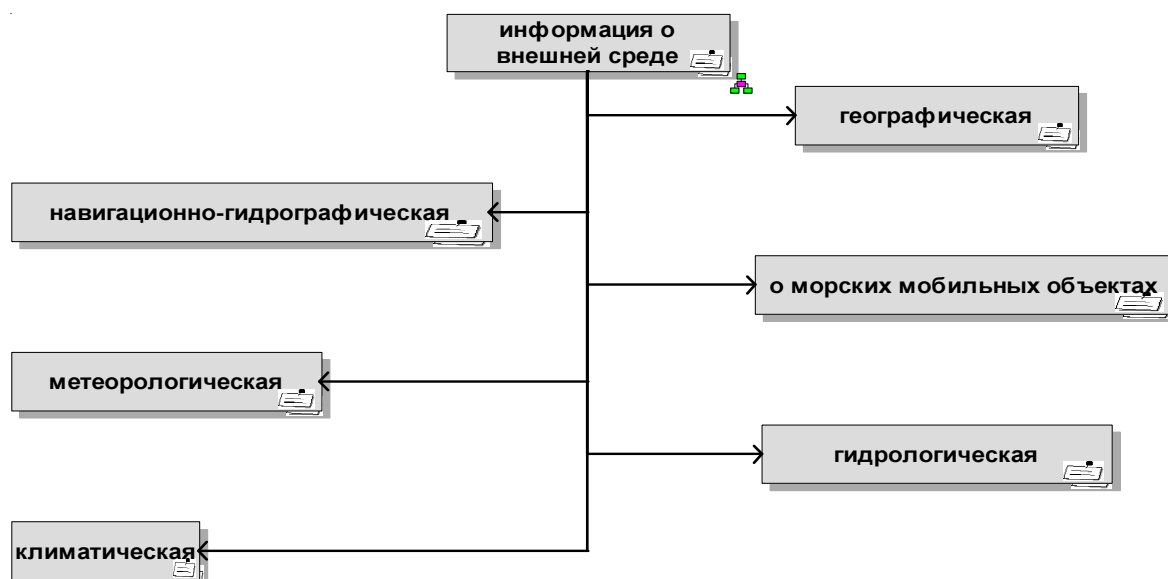 информация о
внешней среде
географическая
навигационно-гидрографическая
о морских мобильных объектах
метеорологическая
гидрологическая
климатическая